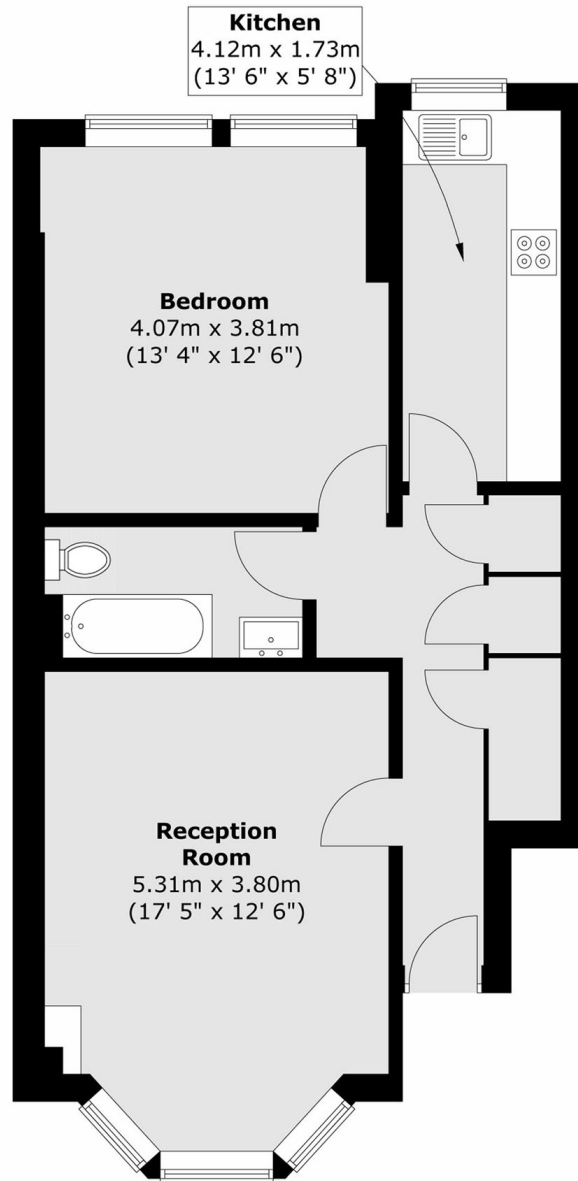 Kitchen
4.12m x 1.73m
(13' 6" x 5' 8")
Bedroom
4.07m x 3.81m
(13' 4" x 12' 6")
Reception
Room
5.31m x 3.80m
(17' 5" x 12' 6")